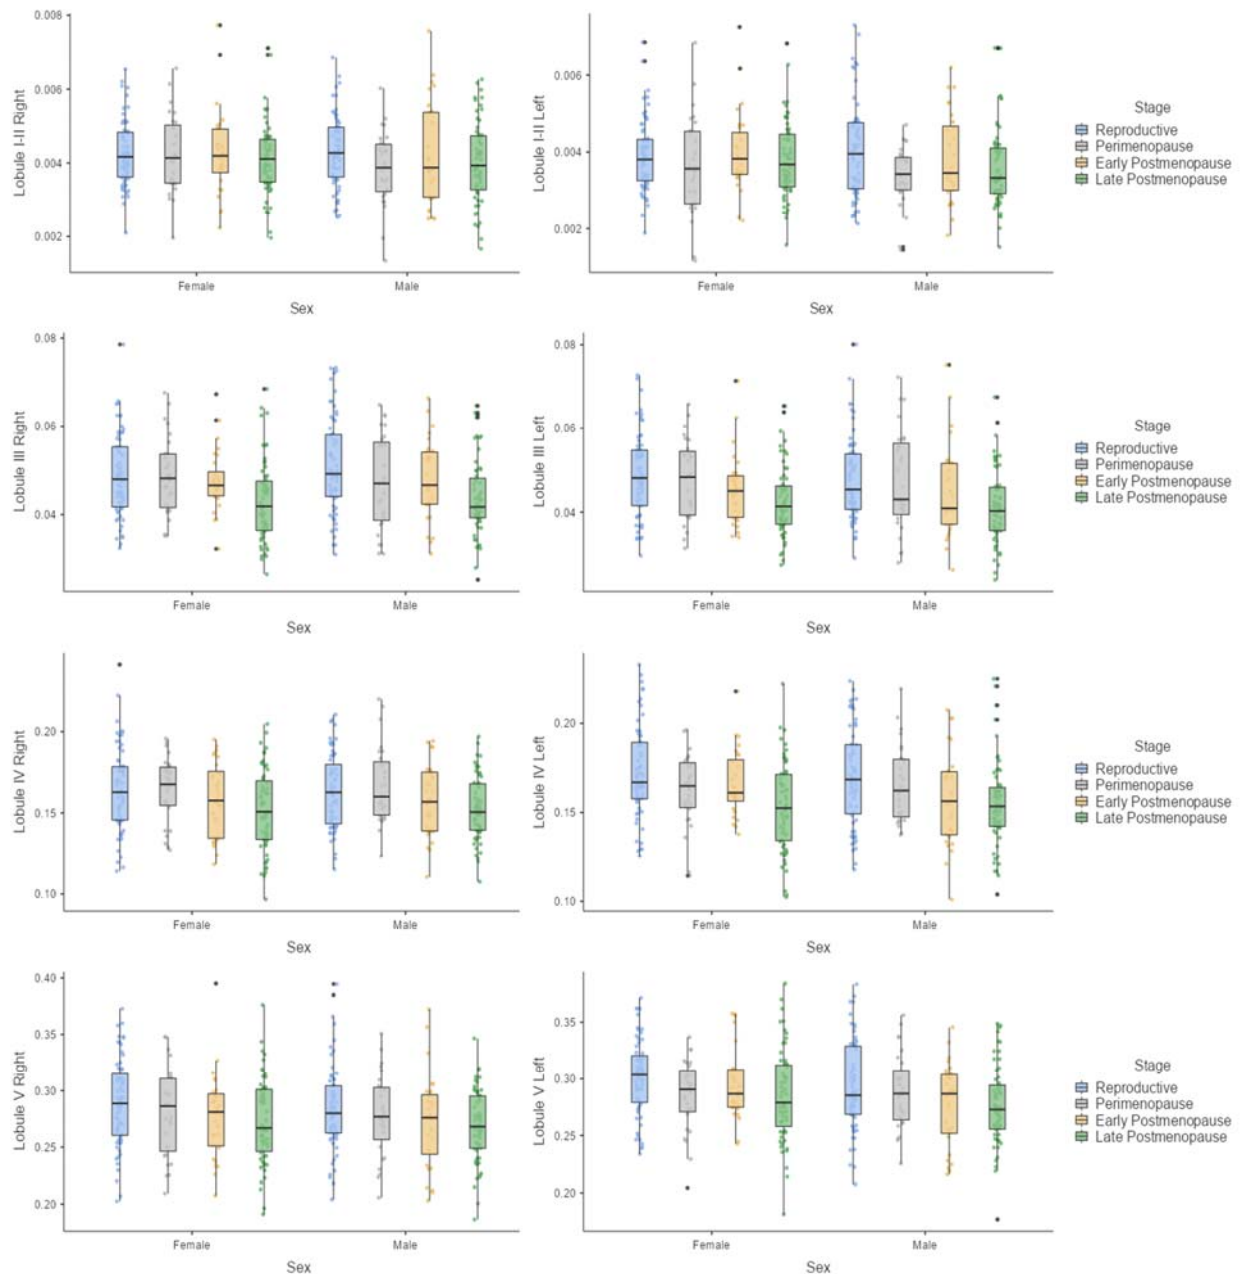 0.008
0.006
0.004
0.002
Lobule I-II Right
Female
Male
Sex
0.006
0.004
0.002
Lobule I-II Left
Female
Male
Sex
Stage
Reproductive
Perimenopause
Early Postmenopause
Late Postmenopause
0.08
0.06
0.04
Lobule III Right
Female
Male
Sex
0.08
0.06
0.04
Lobule III Left
Female
Male
Sex
Stage
Reproductive
Perimenopause
Early Postmenopause
Late Postmenopause
0.20
0.15
0.10
Lobule IV Right
Female
Male
Sex
0.20
0.15
0.10
Lobule IV Left
Female
Male
Sex
Stage
Reproductive
Perimenopause
Early Postmenopause
Late Postmenopause
0.40
0.35
0.30
0.25
0.20
Lobule V Right
Female
Male
Sex
0.35
0.30
0.25
0.20
Lobule V Left
Female
Male
Sex
Stage
Reproductive
Perimenopause
Early Postmenopause
Late Postmenopause